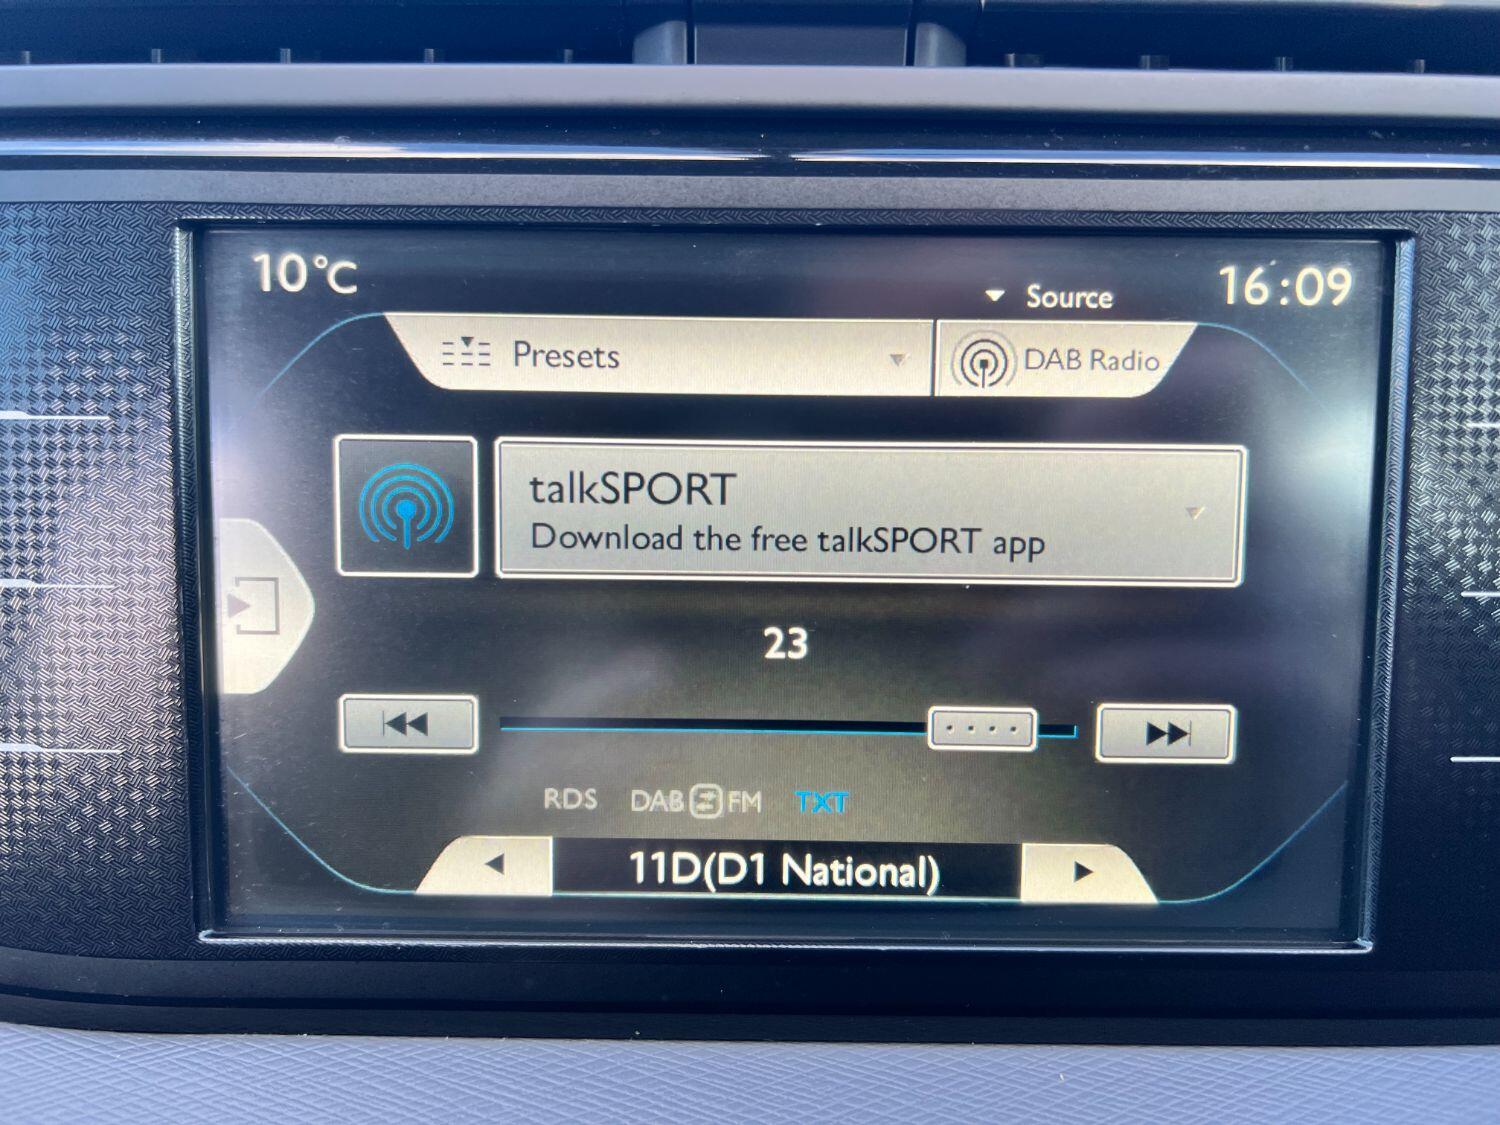 10°C
Source
16:09
Presets
DAB Radio
talkSPORT
Download the free talkSPORT app
23
RDS DAB FM TXT
11D(D1 National)